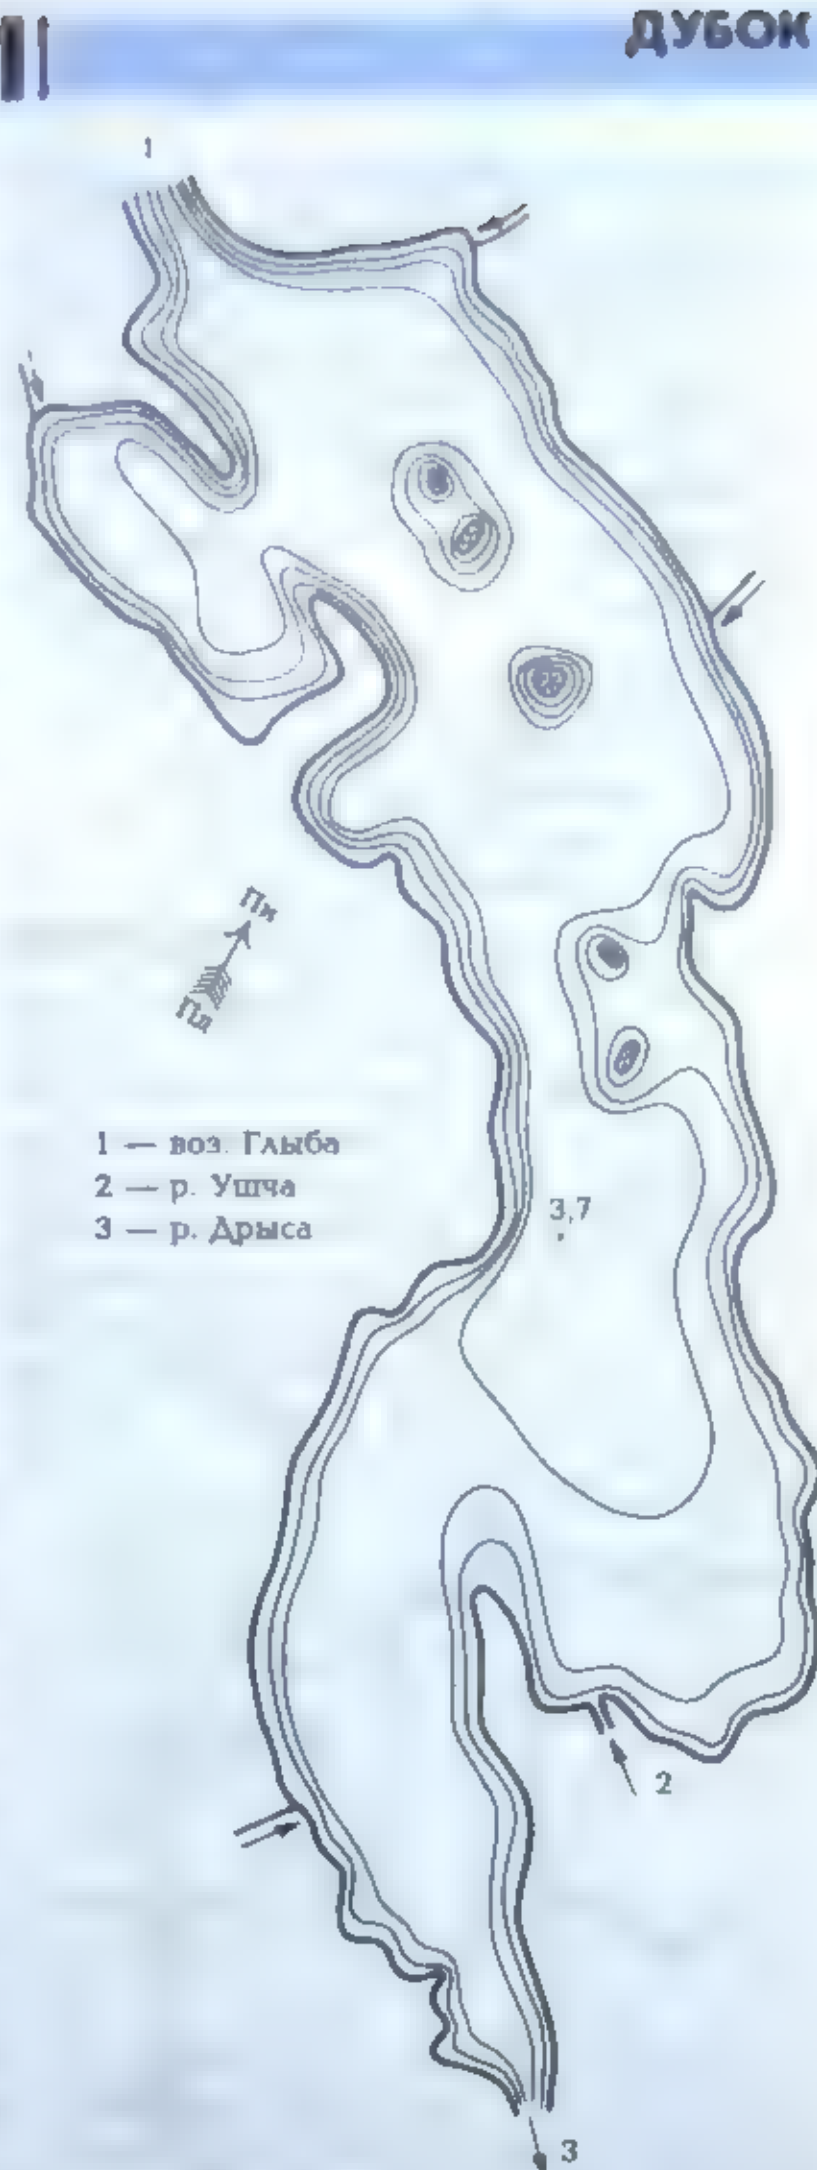 ДУБОК
1
Пн
Пд
1 — воз. Глыба
2 — р. Ушча
3 — р. Дрыса
3,7
2
3